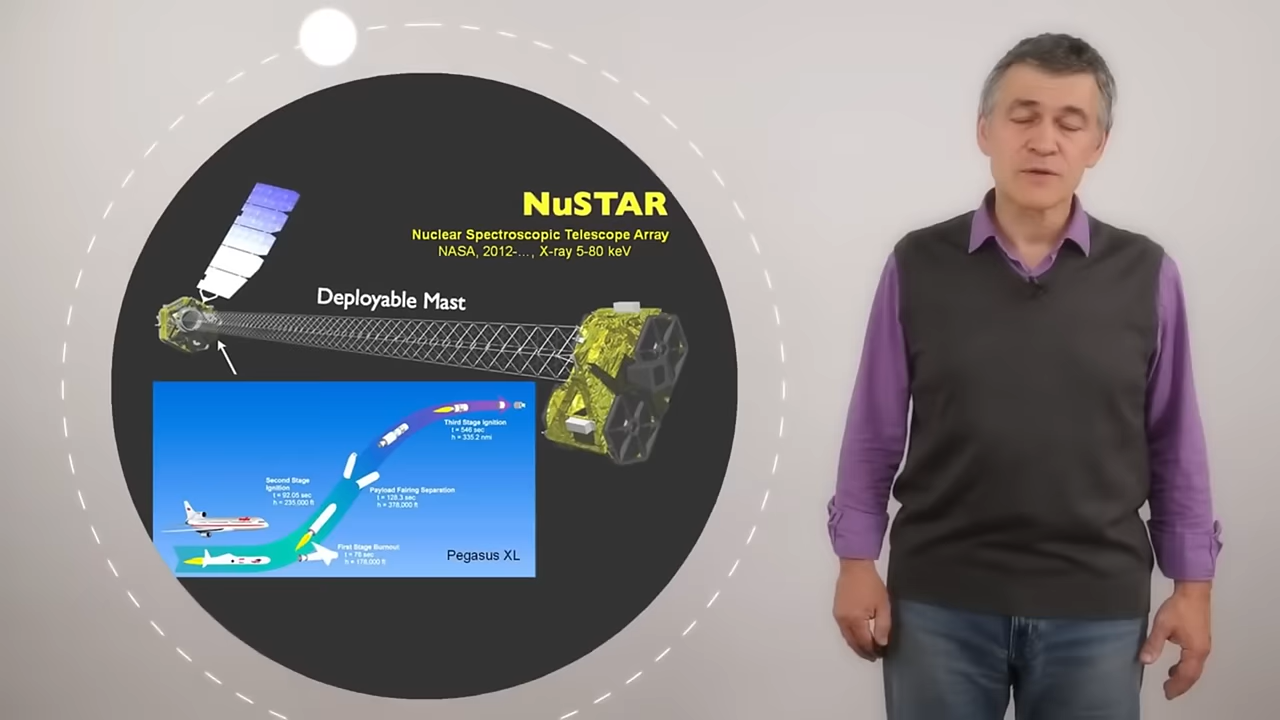 NuSTAR
Nuclear Spectroscopic Telescope Array
NASA, 2012-..., X-ray 5-80 keV
Deployable Mast
Third Stage Ignition
t = 546 sec
h = 335.2 nmi
Second Stage
Ignition
t = 92.05 sec
h = 235,000 ft
Payload Fairing Separation
t = 128.3 sec
h = 378,000 ft
First Stage Burnout
t = 78 sec
h = 178,000 ft
Pegasus XL